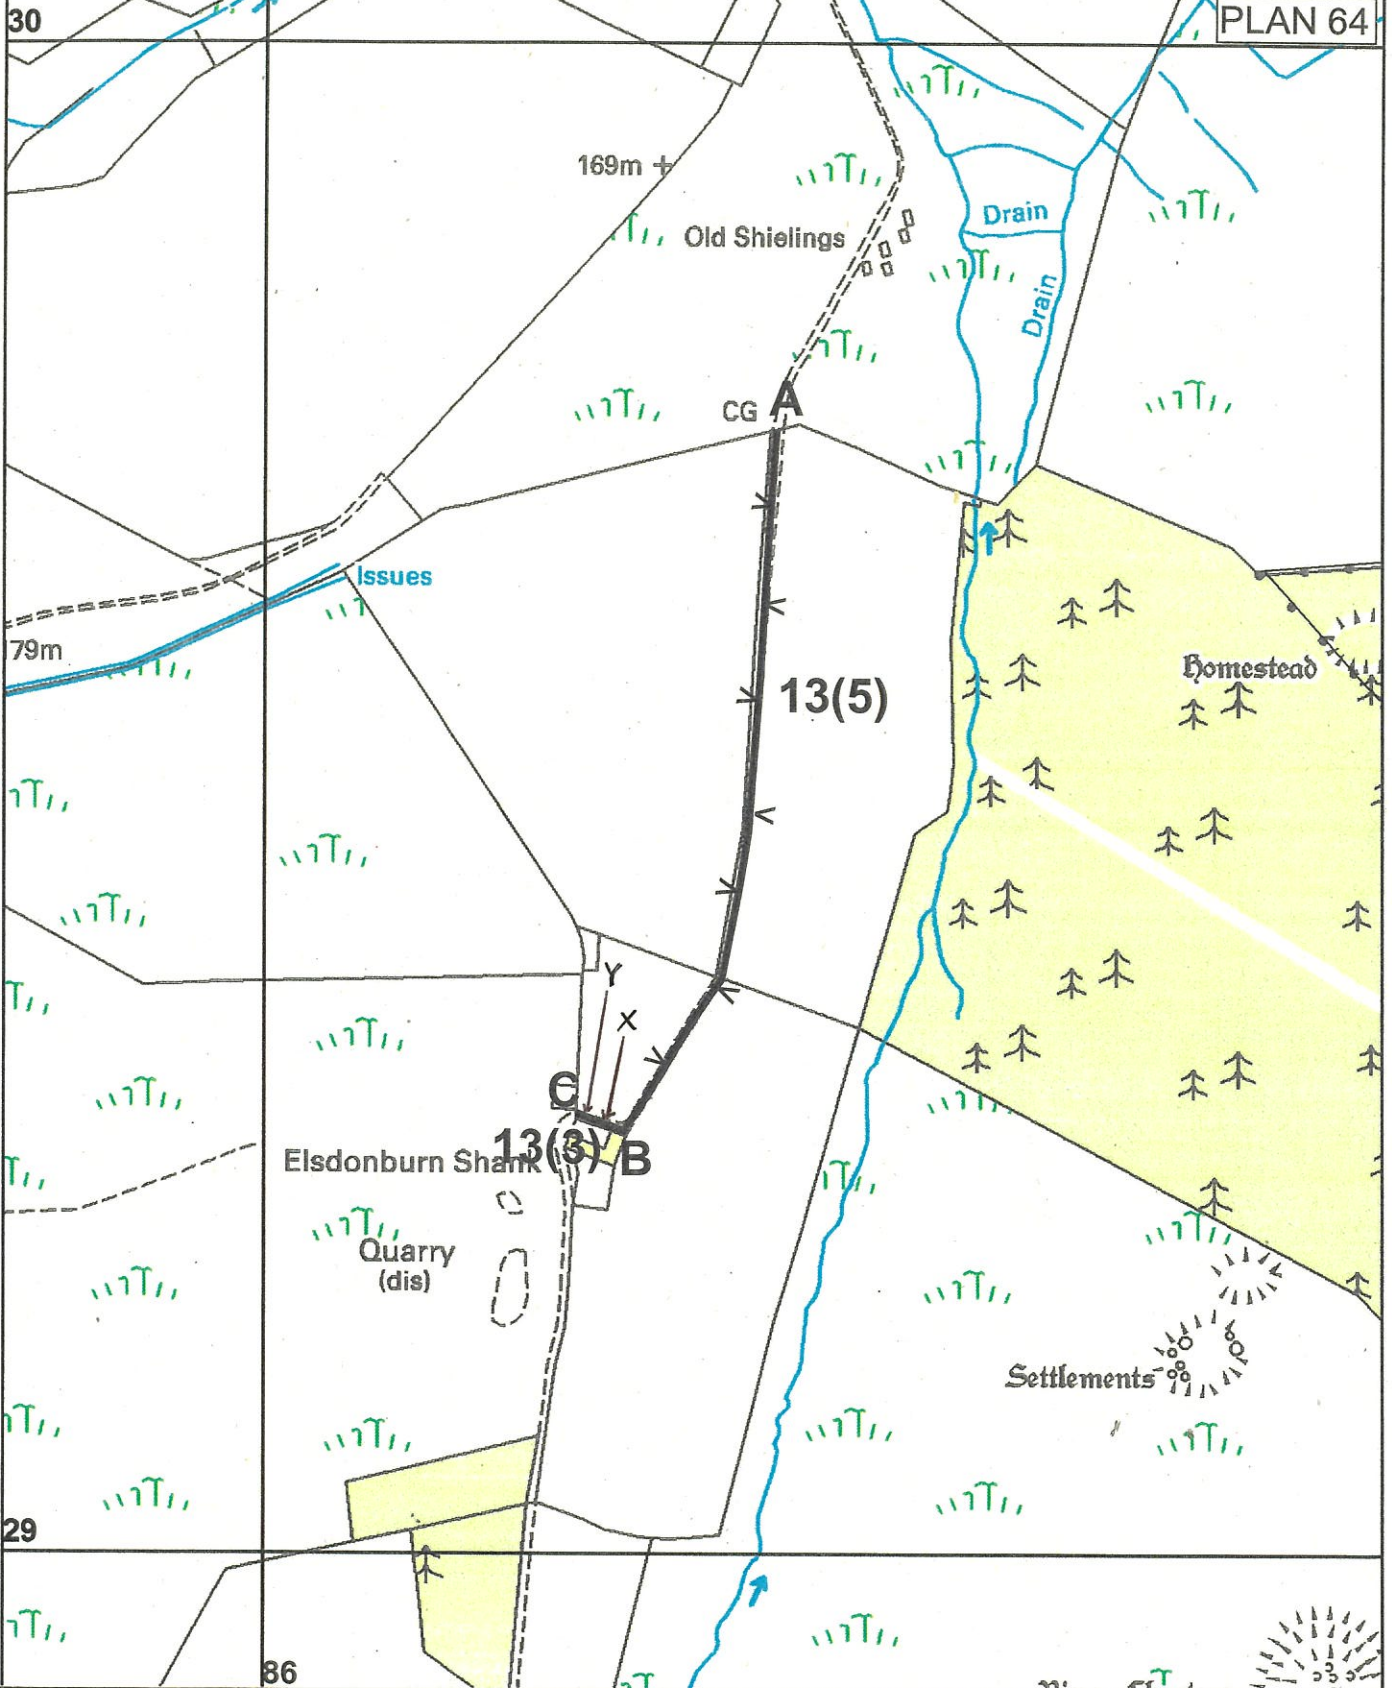 30
PLAN 64
169m
Drain
Old Shielings
Drain
CG
A
Issues
79m
Homestead
13(5)
Y
X
C
13(3)
B
Elsdonburn Shank
Quarry
(dis)
Settlements
29
86